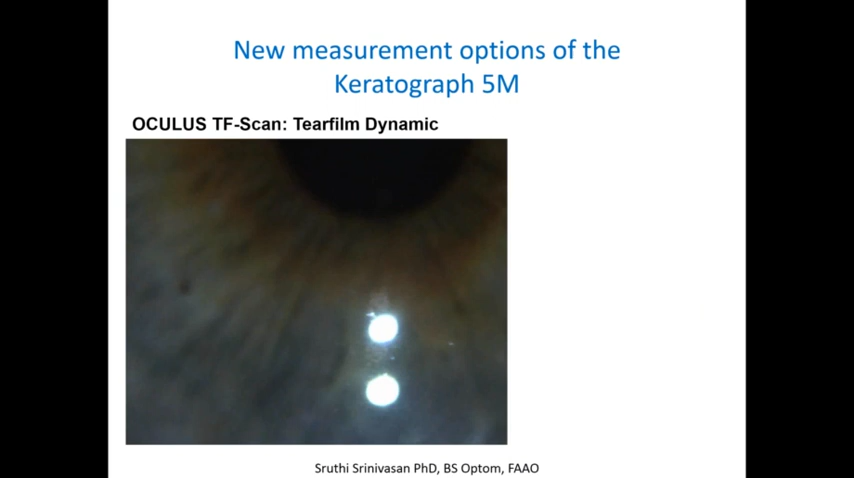 New measurement options of the
Keratograph 5M
OCULUS TF-Scan: Tearfilm Dynamic
Sruthi Srinivasan PhD, BS Optom, FAAO